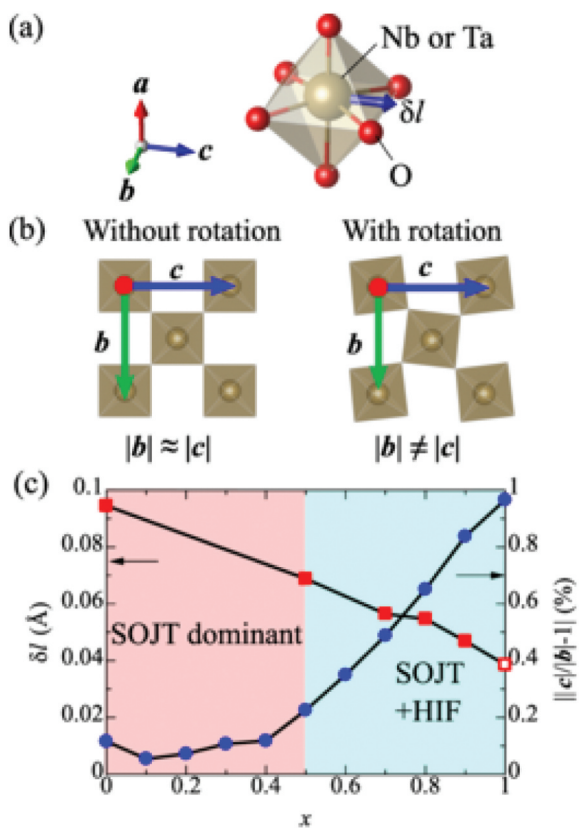 (a)
Nb or Ta
δl
O
a
c
b
(b)
Without rotation
With rotation
c
c
b
b
|b| ≈ |c|
|b| ≠ |c|
(c)
0.1
0.08
0.06
0.04
0.02
0
δl (Å)
SOJT dominant
SOJT
+HIF
1
0.8
0.6
0.4
0.2
0
||c|/|b|-1| (%)
0
0.2
0.4
0.6
0.8
1
x